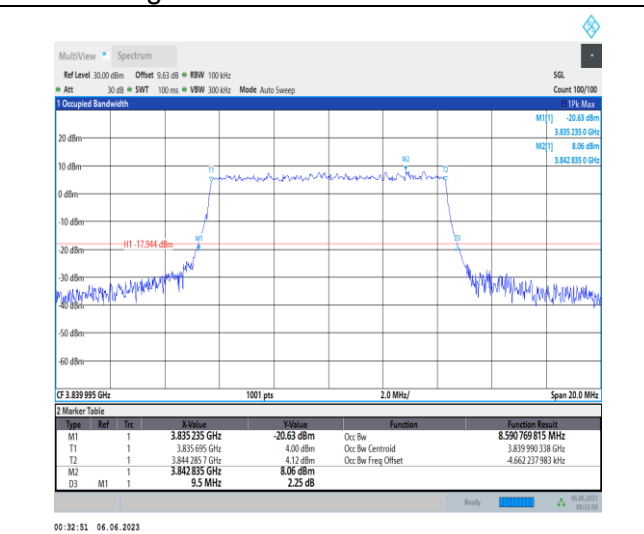 MultiView Spectrum
Ref Level 30.00 dBm Offset 9.63 dB RBW 100 kHz SGL
Att 30 dB SWT 100 ms VBW 300 kHz Mode Auto Sweep Count 100/100
1 Occupied Bandwidth 1Pk Max
M1[1] -20.63 dBm
3.835 235 0 GHz
20 dBm M2[1] 8.06 dBm
3.842 835 0 GHz
M2
10 dBm T1 T2
0 dBm
-10 dBm
M1 D3
H1 -17.944 dBm
-20 dBm
-30 dBm
-40 dBm
-50 dBm
-60 dBm
CF 3.839 995 GHz 1001 pts 2.0 MHz/ Span 20.0 MHz
2 Marker Table
Type Ref Trc X-Value Y-Value Function Function Result
M1 1 3.835 235 GHz -20.63 dBm Occ Bw 8.590 769 815 MHz
T1 1 3.835 695 GHz 4.00 dBm Occ Bw Centroid 3.839 990 338 GHz
T2 1 3.844 285 7 GHz 4.12 dBm Occ Bw Freq Offset -4.662 237 983 kHz
M2 1 3.842 835 GHz 8.06 dBm
D3 M1 1 9.5 MHz 2.25 dB
Ready 06.06.2023
00:32:50
00:32:51 06.06.2023